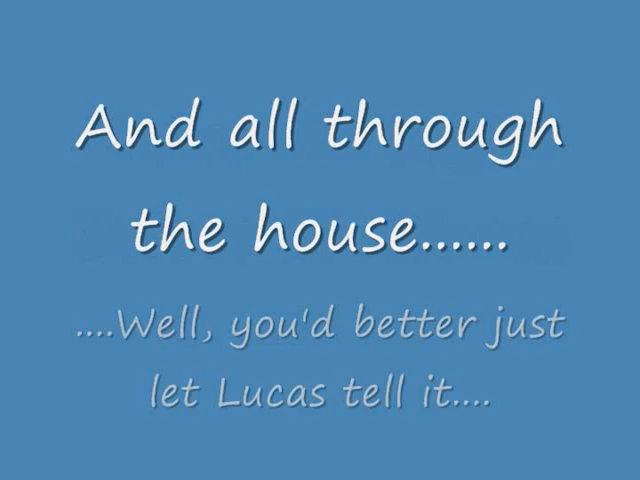 And all through
the house......
....Well, you'd better just
let Lucas tell it....